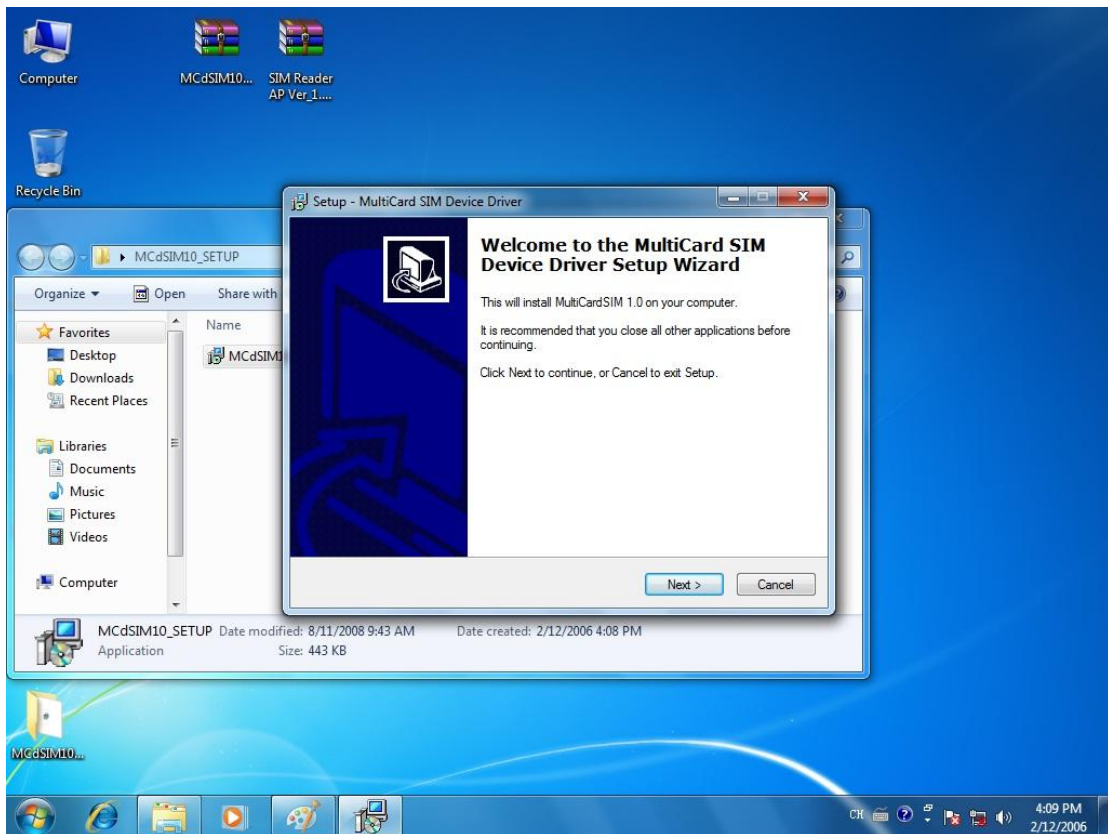 Computer
MCdSIM10...
SIM Reader
AP Ver_1....
Recycle Bin
Setup - MultiCard SIM Device Driver
MCdSIM10_SETUP
Organize
Open
Share with
Name
Favorites
Desktop
Downloads
Recent Places
Libraries
Documents
Music
Pictures
Videos
Computer
MCdSIM1
Welcome to the MultiCard SIM
Device Driver Setup Wizard
This will install MultiCardSIM 1.0 on your computer.
It is recommended that you close all other applications before
continuing.
Click Next to continue, or Cancel to exit Setup.
Next >
Cancel
MCdSIM10_SETUP Date modified: 8/11/2008 9:43 AM Date created: 2/12/2006 4:08 PM
Application Size: 443 KB
MCdSIM10...
CH
4:09 PM
2/12/2006